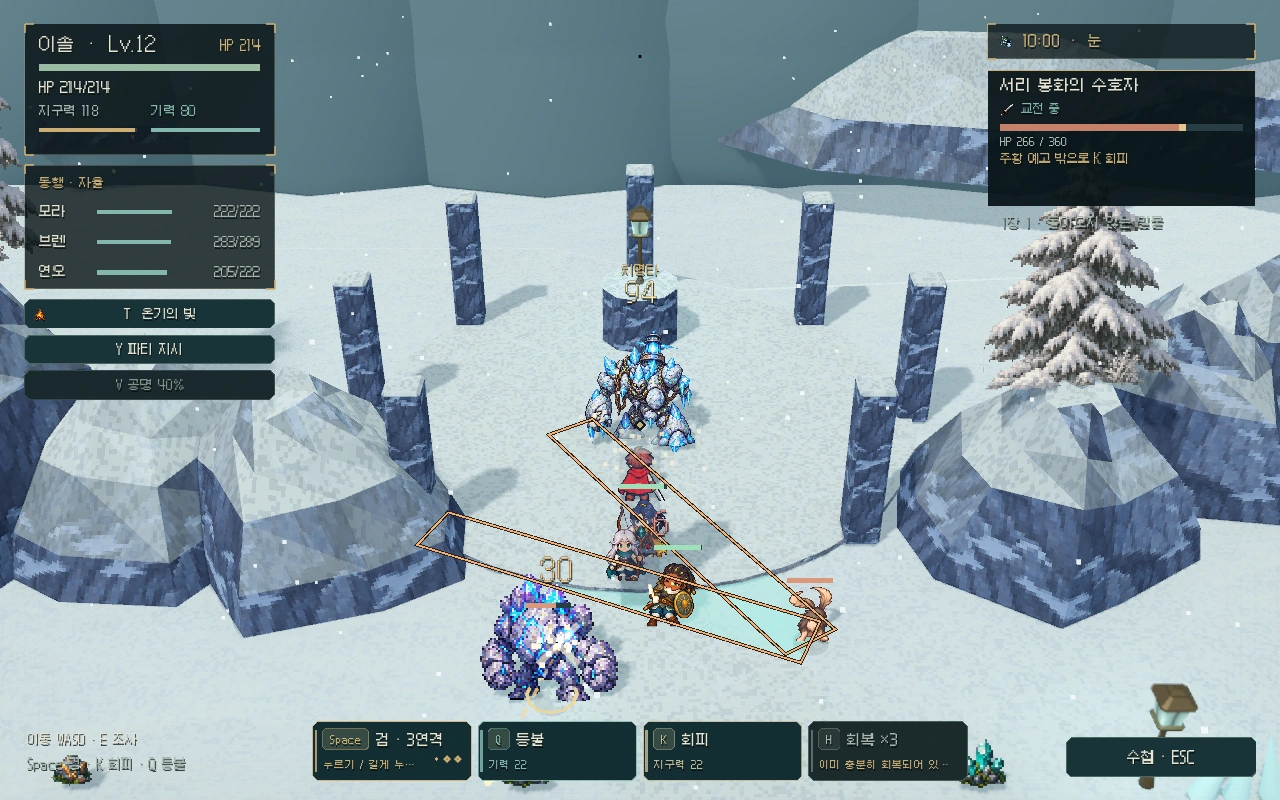 이솔 · Lv.12
HP 214
HP 214/214
지구력 118 기력 80
동행 · 자율
모라 222/222
브렌 283/289
연모 205/222
T 온기의 빛
Y 파티 지시
V 공명 40%
10:00 · 눈
서리 봉화의 수호자
교전 중
HP 266 / 360
주황 예고 밖으로 K 회피
치명타
94
30
이동 WASD · E 조사
K 회피 · Q 등불
Space 검 · 3연격
누르기 / 길게 누…
Q 등불
기력 22
K 회피
지구력 22
H 회복 ×3
이미 충분히 회복되어 있…
수첩 · ESC